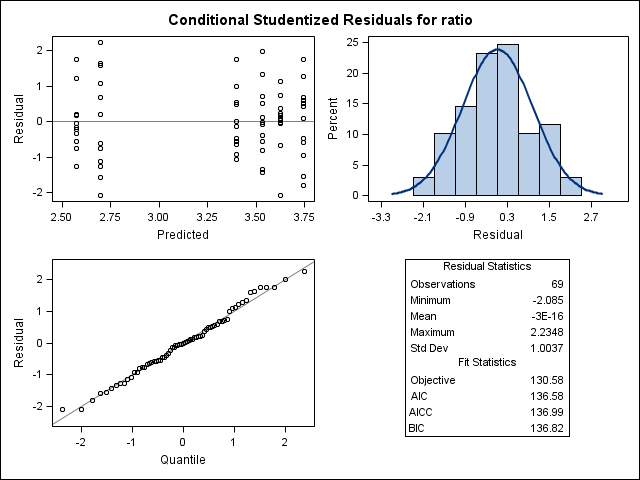 Conditional Studentized Residuals for ratio
2
1
0
-1
-2
Residual
2.50 2.75 3.00 3.25 3.50 3.75
Predicted
25
20
15
10
5
0
Percent
-3.3 -2.1 -0.9 0.3 1.5 2.7
Residual
2
1
0
-1
-2
Residual
-2 -1 0 1 2
Quantile
Residual Statistics
Observations 69
Minimum -2.085
Mean -3E-16
Maximum 2.2348
Std Dev 1.0037
Fit Statistics
Objective 130.58
AIC 136.58
AICC 136.99
BIC 136.82